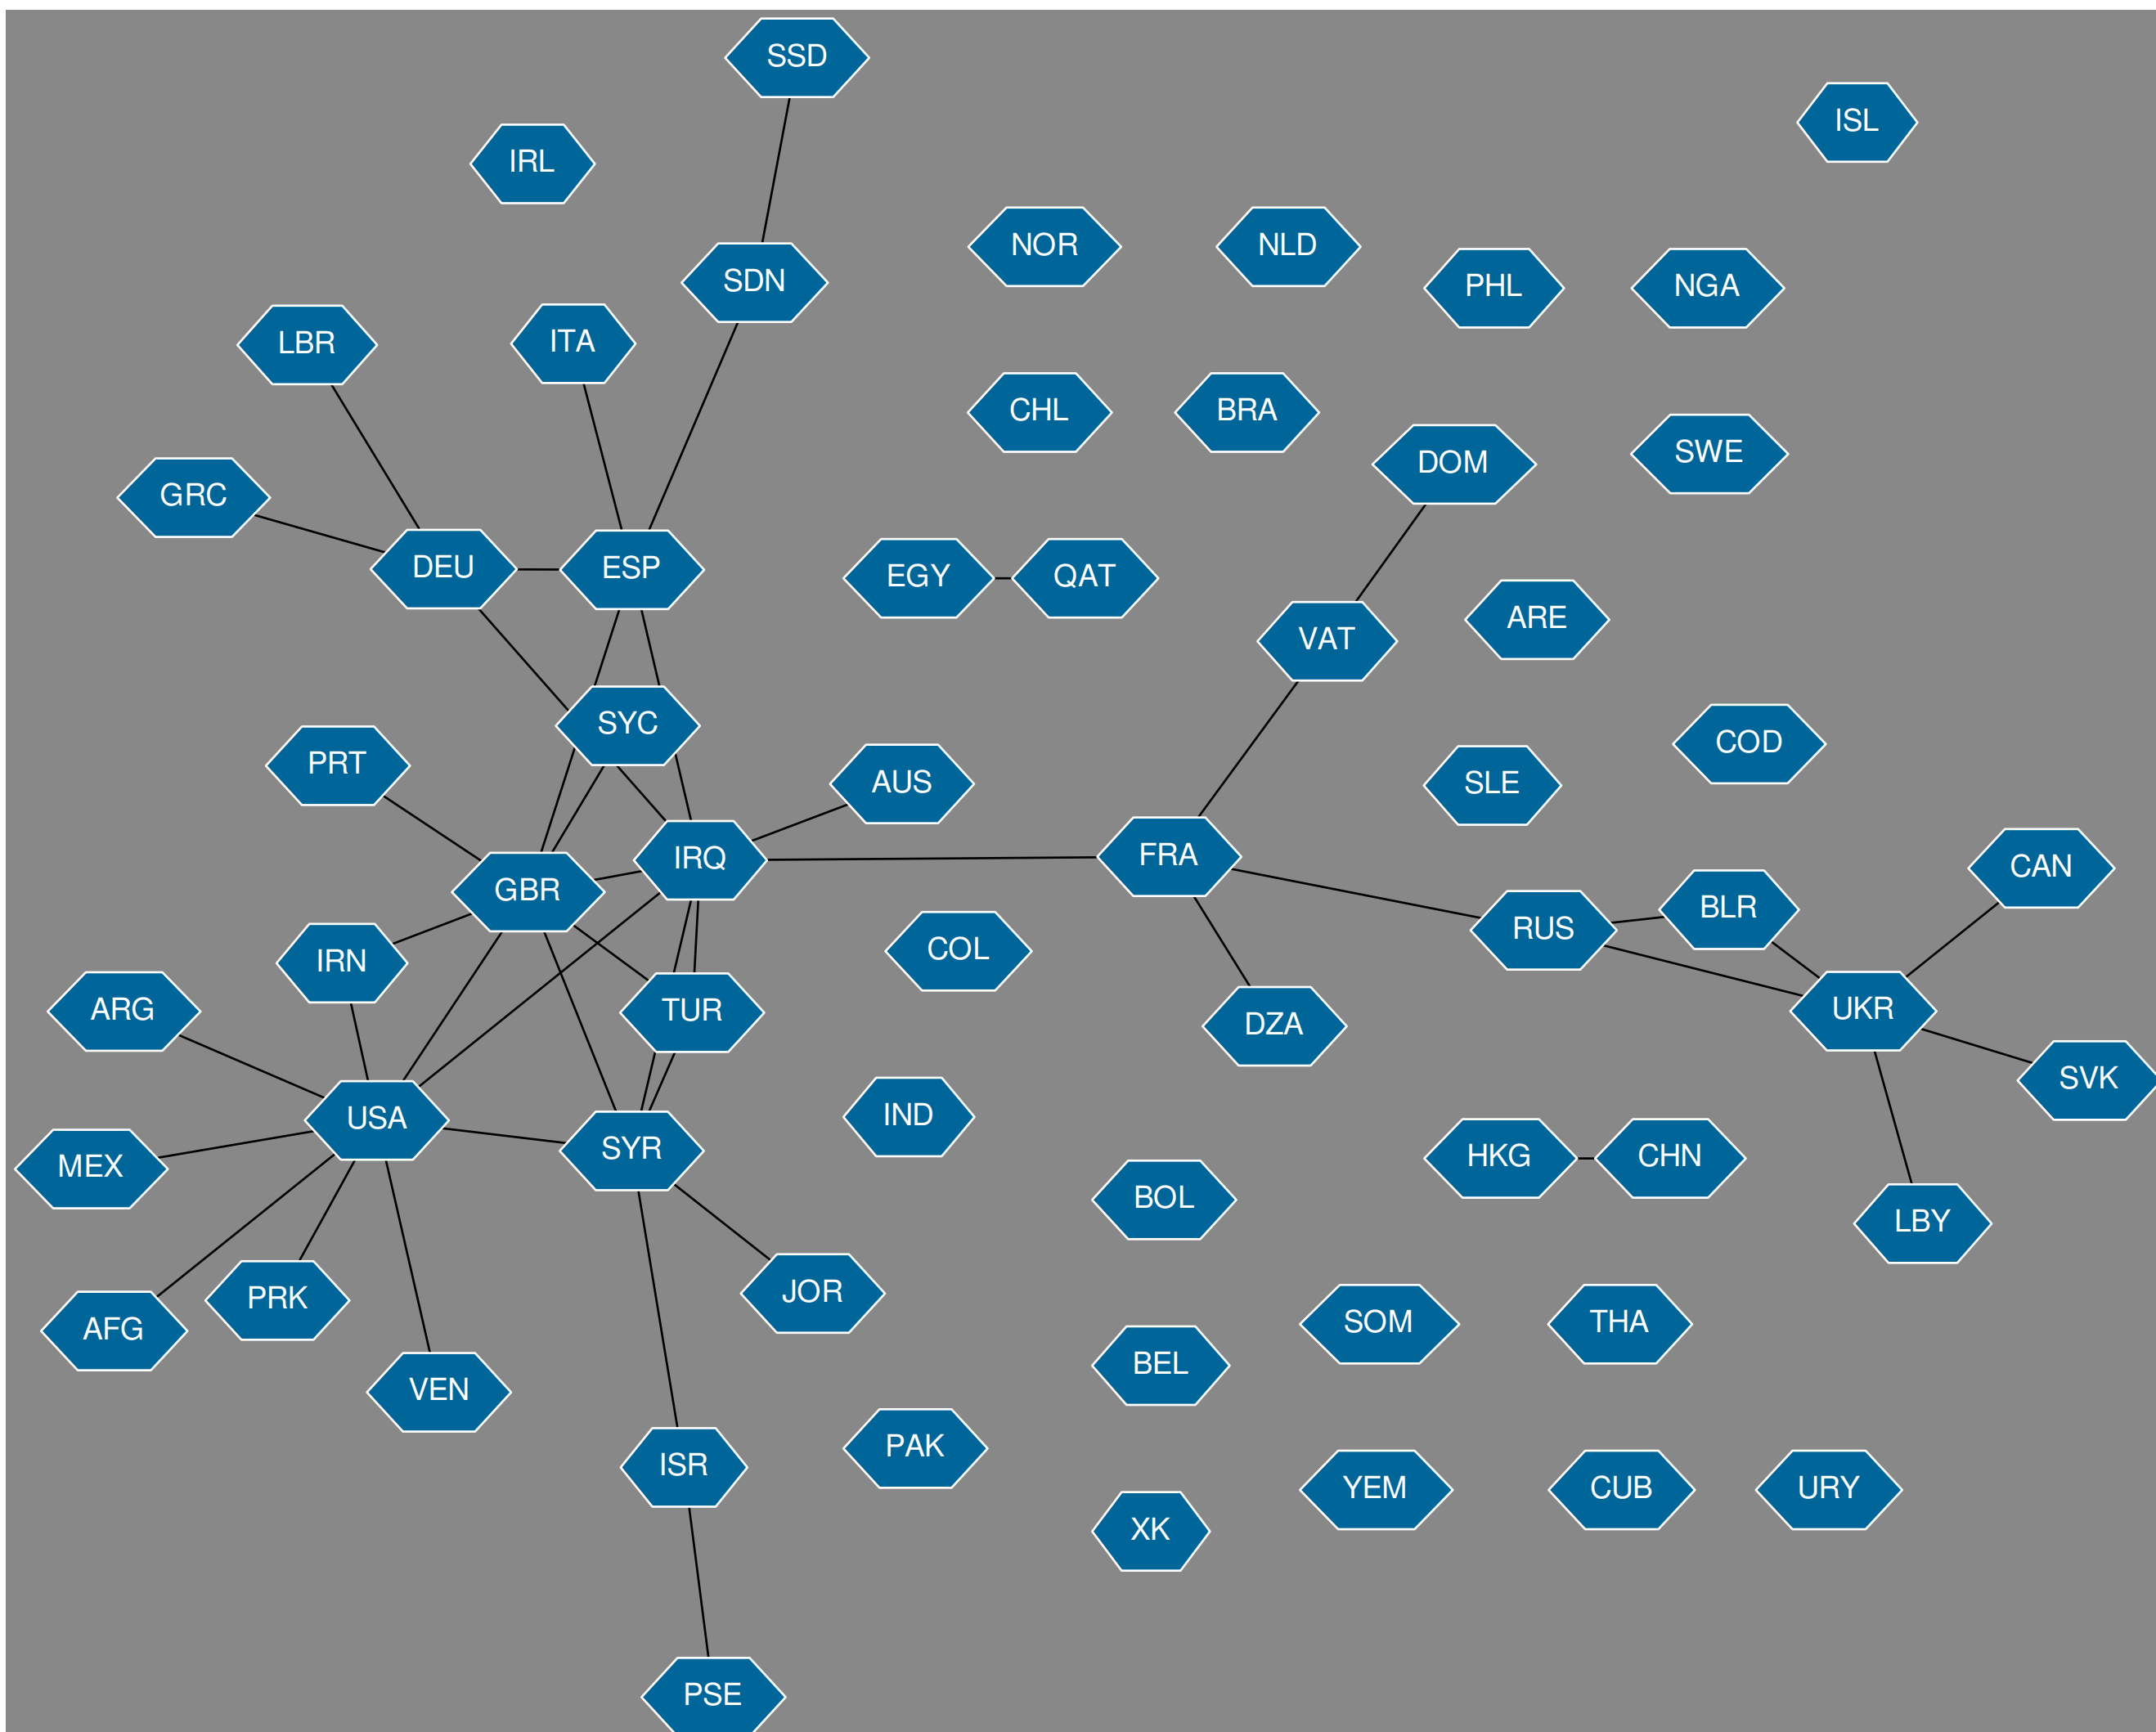 SSD
ISL
IRL
NOR
NLD
SDN
PHL
NGA
LBR
ITA
CHL
BRA
SWE
DOM
GRC
DEU
ESP
EGY
QAT
ARE
VAT
SYC
COD
PRT
AUS
SLE
IRQ
FRA
CAN
GBR
BLR
RUS
COL
IRN
ARG
TUR
UKR
DZA
SVK
USA
IND
SYR
HKG
CHN
MEX
BOL
LBY
JOR
PRK
SOM
THA
AFG
BEL
VEN
PAK
ISR
YEM
CUB
URY
XK
PSE